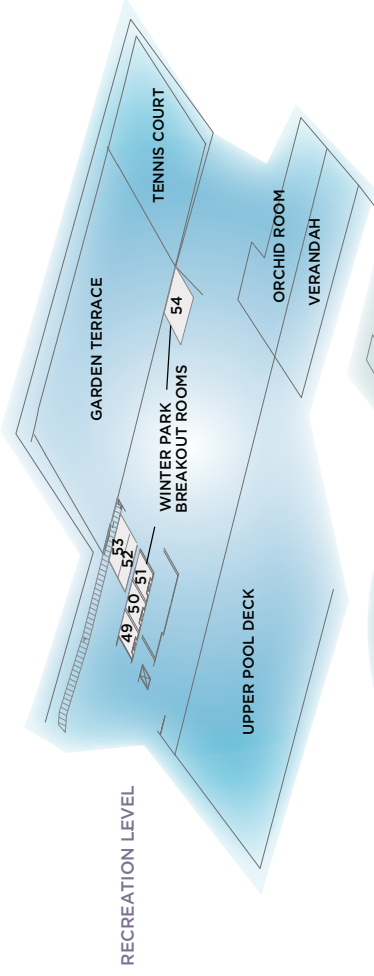 RECREATION LEVEL
GARDEN TERRACE
TENNIS COURT
54
WINTER PARK
BREAKOUT ROOMS
53
52
51
50
49
ORCHID ROOM
VERANDAH
UPPER POOL DECK